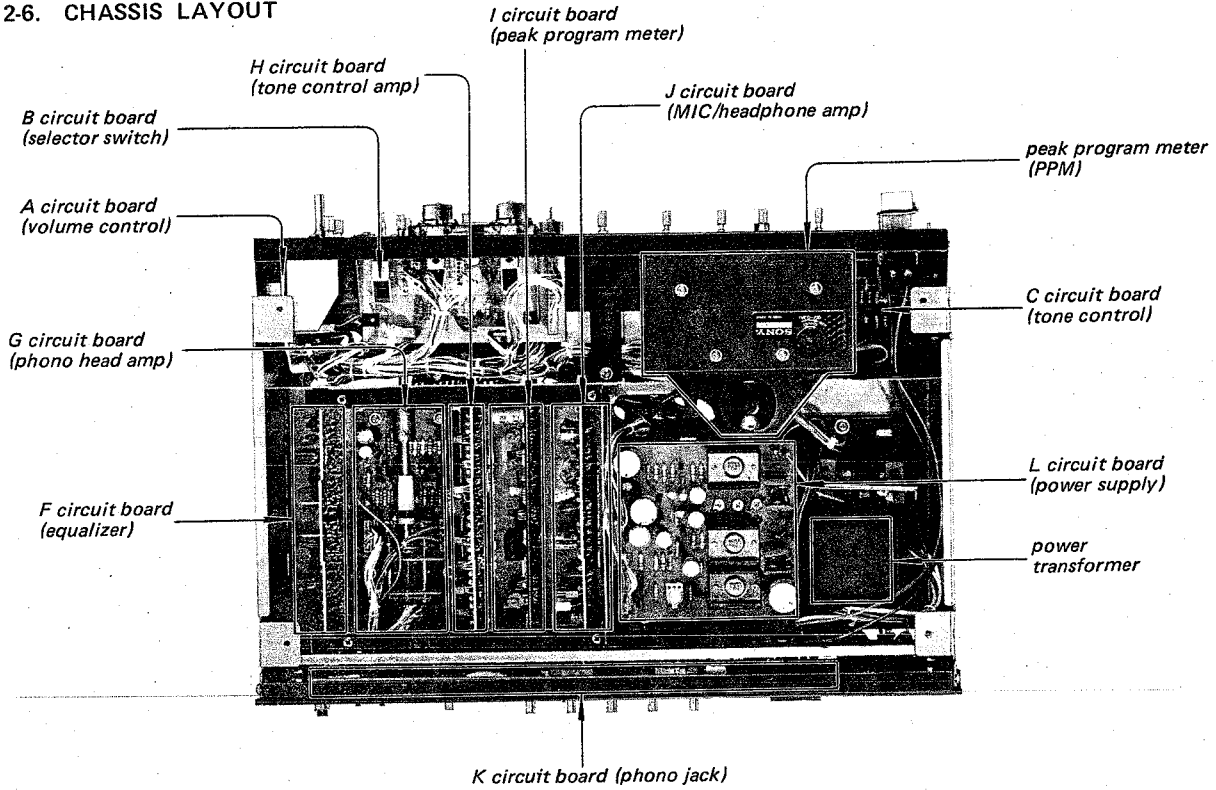 2-6. CHASSIS LAYOUT
I circuit board
(peak program meter)
H circuit board
(tone control amp)
J circuit board
(MIC/headphone amp)
B circuit board
(selector switch)
peak program meter
(PPM)
A circuit board
(volume control)
C circuit board
(tone control)
G circuit board
(phono head amp)
SONY
L circuit board
(power supply)
F circuit board
(equalizer)
power
transformer
K circuit board (phono jack)